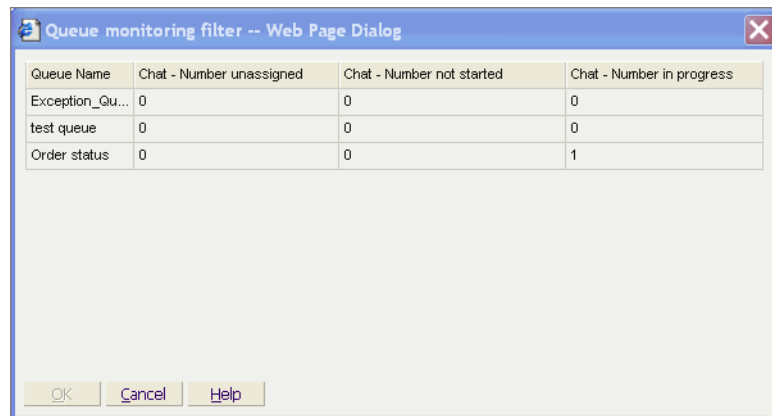 Queue monitoring filter -- Web Page Dialog
Queue Name Chat - Number unassigned Chat - Number not started Chat - Number in progress
Exception_Qu... 0 0 0
test queue 0 0 0
Order status 0 0 1
OK Cancel Help